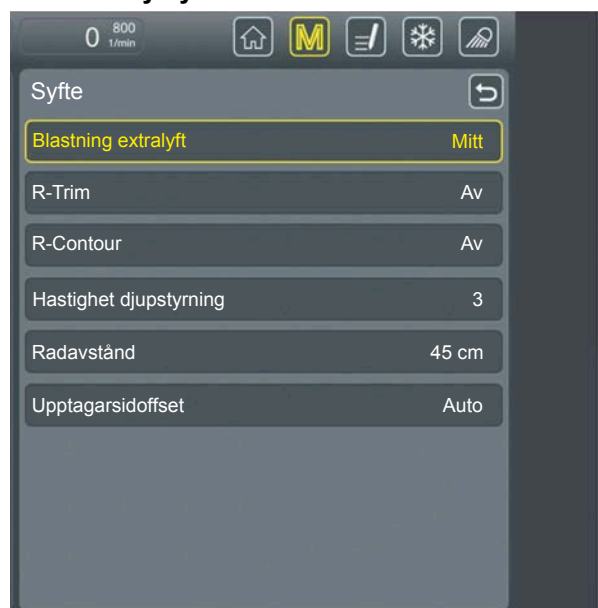 0 800
1/min
M
Syfte
Blastning extralyft Mitt
R-Trim Av
R-Contour Av
Hastighet djupstyrning 3
Radavstånd 45 cm
Upptagarsidoffset Auto